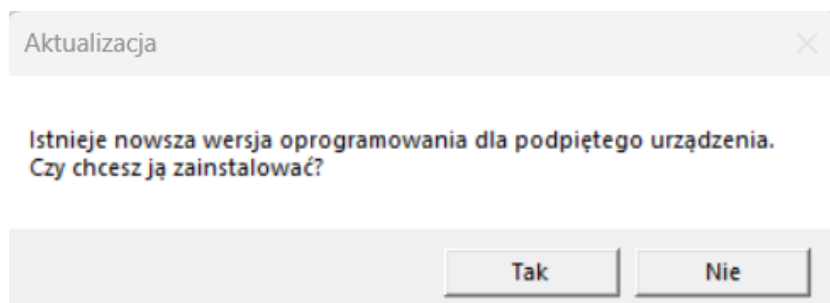 Aktualizacja
Istnieje nowsza wersja oprogramowania dla podpiętego urządzenia.
Czy chcesz ją zainstalować?
Tak Nie